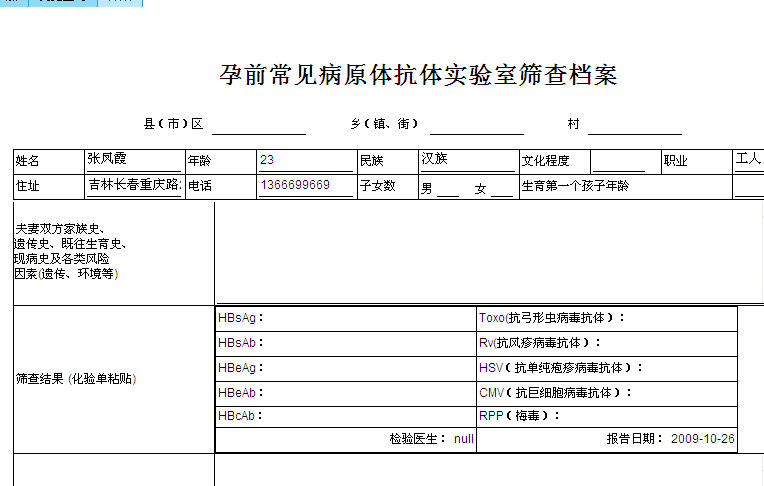 孕前常见病原体抗体实验室筛查档案
县（市）区 乡（镇、街） 村
姓名 张凤霞 年龄 23 民族 汉族 文化程度 职业 工人
住址 吉林长春重庆路 电话 1366699669 子女数 男 女 生育第一个孩子年龄
夫妻双方家族史、
遗传史、既往生育史、
现病史及各类风险
因素(遗传、环境等)
筛查结果 (化验单粘贴)
HBsAg： Toxo(抗弓形虫病毒抗体)：
HBsAb： Rv(抗风疹病毒抗体)：
HBeAg： HSV（抗单纯疱疹病毒抗体）：
HBeAb： CMV（抗巨细胞病毒抗体）：
HBcAb： RPP（梅毒）：
检验医生： null 报告日期： 2009-10-26